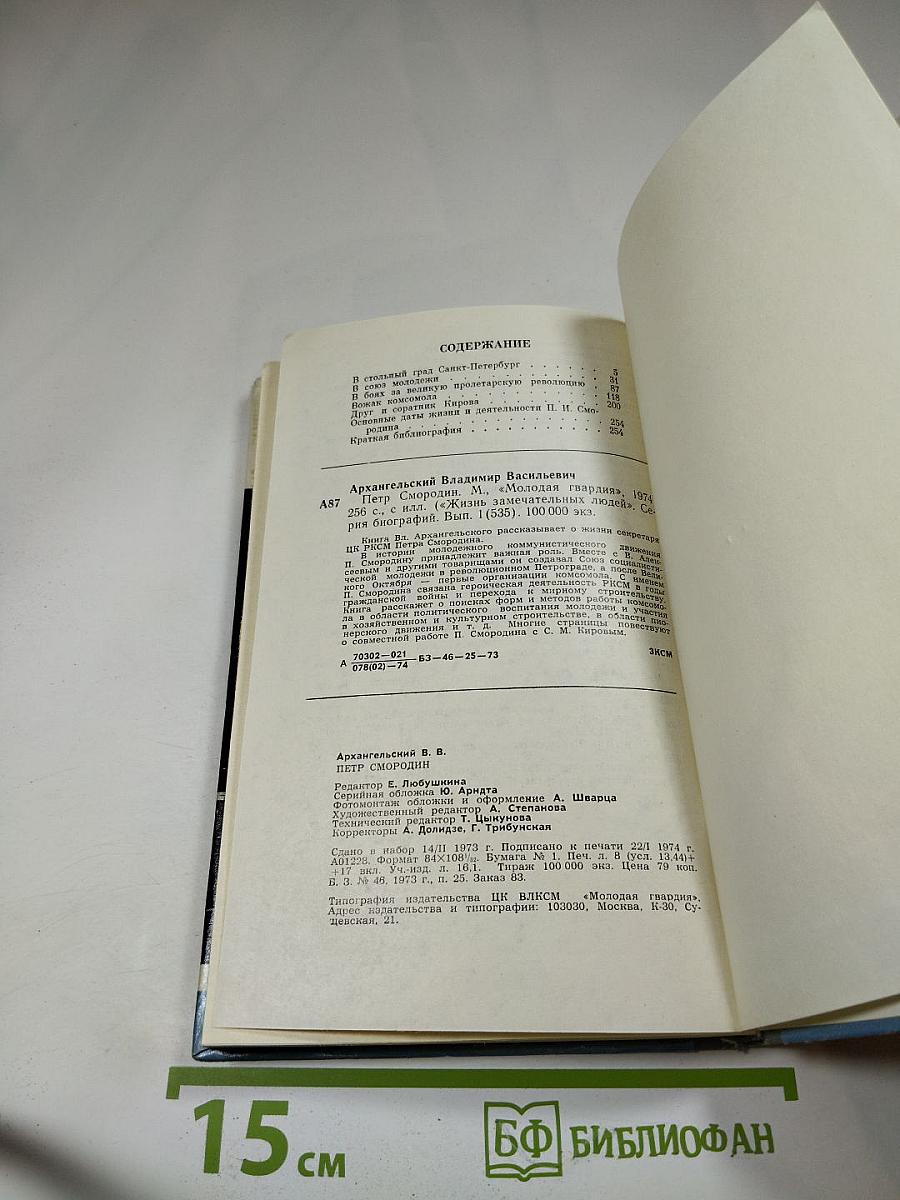 СОДЕРЖАНИЕ
В стольный град Санкт-Петербург . . . . . . 5
В союз молодежи . . . . . . . . . . 31
В боях за великую пролетарскую революцию . . 87
Вожак комсомола . . . . . . . . . . 118
Друг и соратник Кирова . . . . . . . . 200
Основные даты жизни и деятельности П. И. Смо-
родина . . . . . . . . . . . . 254
Краткая библиография . . . . . . . . . 254
Архангельский Владимир Васильевич
А87 Петр Смородин. М., «Молодая гвардия», 1974
256 с., с илл. («Жизнь замечательных людей». Се-
рия биографий. Вып. 1 (535). 100 000 экз.
Книга Вл. Архангельского рассказывает о жизни секретаря
ЦК РКСМ Петра Смородина.
В истории молодежного коммунистического движения
П. Смородину принадлежит важная роль. Вместе с В. Алек-
сеевым и другими товарищами он создавал Союз социалисти-
ческой молодежи в революционном Петрограде, а после Вели-
кого Октября — первые организации комсомола. С именем
П. Смородина связана героическая деятельность РКСМ в годы
гражданской войны и перехода к мирному строительству.
Книга расскажет о поисках форм и методов работы комсомо-
ла в области политического воспитания молодежи и участия
в хозяйственном и культурном строительстве, в области пио-
нерского движения и т. д. Многие страницы повествуют
о совместной работе П. Смородина с С. М. Кировым.
А 70302—021
078(02)—74 БЗ—46—25—73 ЗКСМ
Архангельский В. В.
ПЕТР СМОРОДИН
Редактор Е. Любушкина
Серийная обложка Ю. Арндта
Фотомонтаж обложки и оформление А. Шварца
Художественный редактор А. Степанова
Технический редактор Т. Цыкунова
Корректоры А. Долидзе, Г. Трибунская
Сдано в набор 14/II 1973 г. Подписано к печати 22/I 1974 г.
А01228. Формат 84×108¹/₃₂. Бумага № 1. Печ. л. 8 (усл. 13,44)+
+17 вкл. Уч.-изд. л. 16,1. Тираж 100 000 экз. Цена 79 коп.
Б. З. № 46, 1973 г., п. 25. Заказ 83.
Типография издательства ЦК ВЛКСМ «Молодая гвардия».
Адрес издательства и типографии: 103030, Москва, К-30, Су-
щевская, 21.
15 см
БФ БИБЛИОФАН